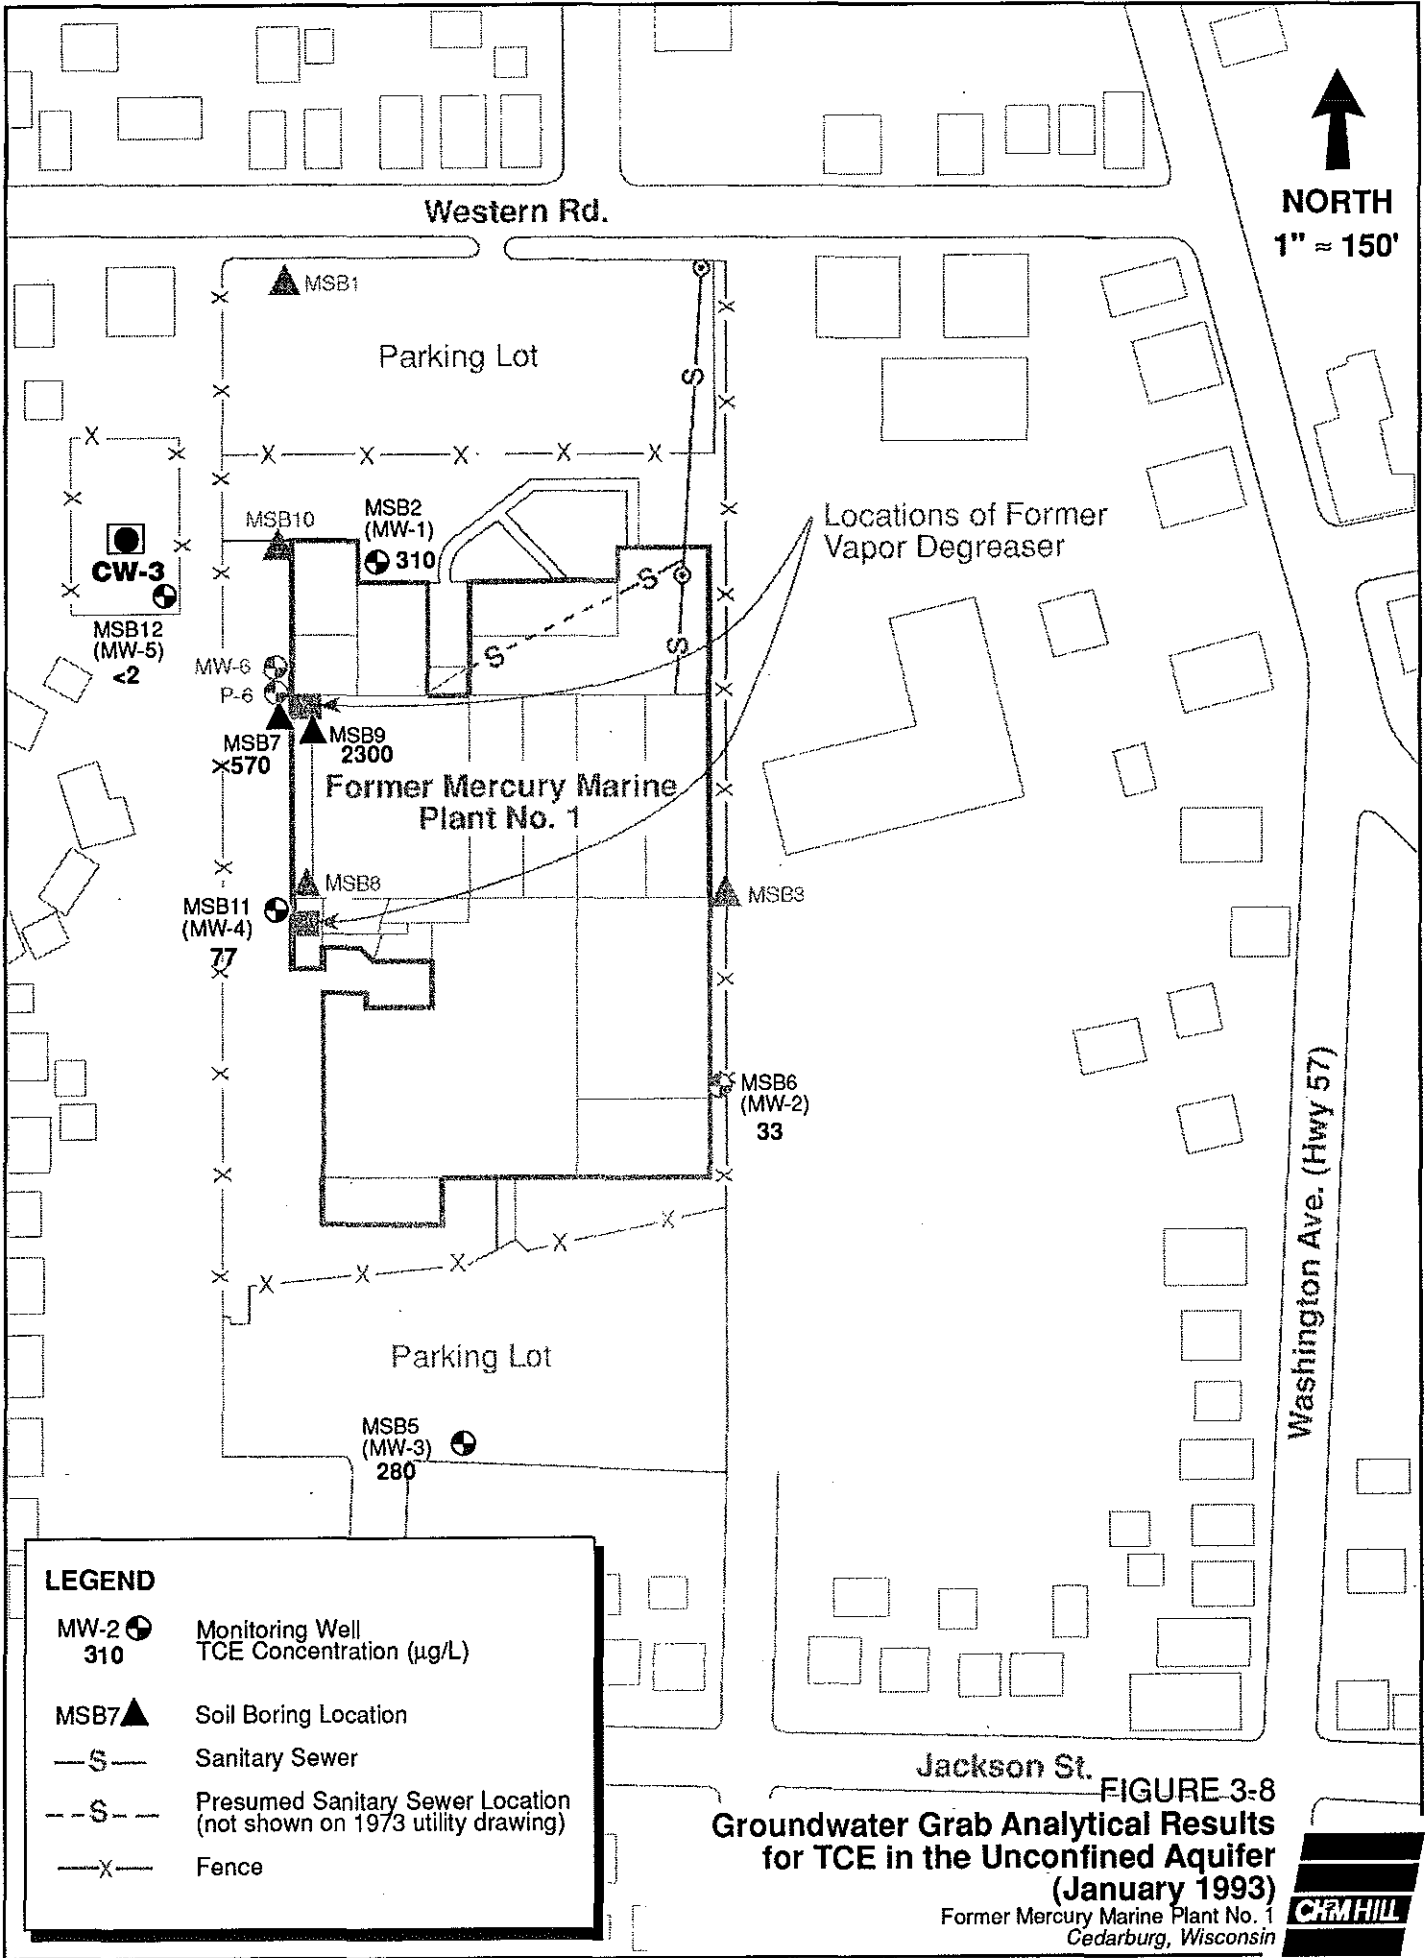 Western Rd.
NORTH
1" ≈ 150'
MSB1
Parking Lot
S
X X X X X
X
MSB2
(MW-1)
310
MSB10
Locations of Former
Vapor Degreaser
CW-3
MSB12
(MW-5)
<2
S
S
S
MW-6
P-6
MSB7
570
MSB9
2300
Former Mercury Marine
Plant No. 1
MSB8
MSB3
MSB11
(MW-4)
77
MSB6
(MW-2)
33
Washington Ave. (Hwy 57)
X X X X X
Parking Lot
MSB5
(MW-3)
280
LEGEND
MW-2
310
Monitoring Well
TCE Concentration (µg/L)
MSB7
Soil Boring Location
S
Sanitary Sewer
S
Presumed Sanitary Sewer Location
(not shown on 1973 utility drawing)
X
Fence
Jackson St.
FIGURE 3-8
Groundwater Grab Analytical Results
for TCE in the Unconfined Aquifer
(January 1993)
Former Mercury Marine Plant No. 1
Cedarburg, Wisconsin
CH2M HILL